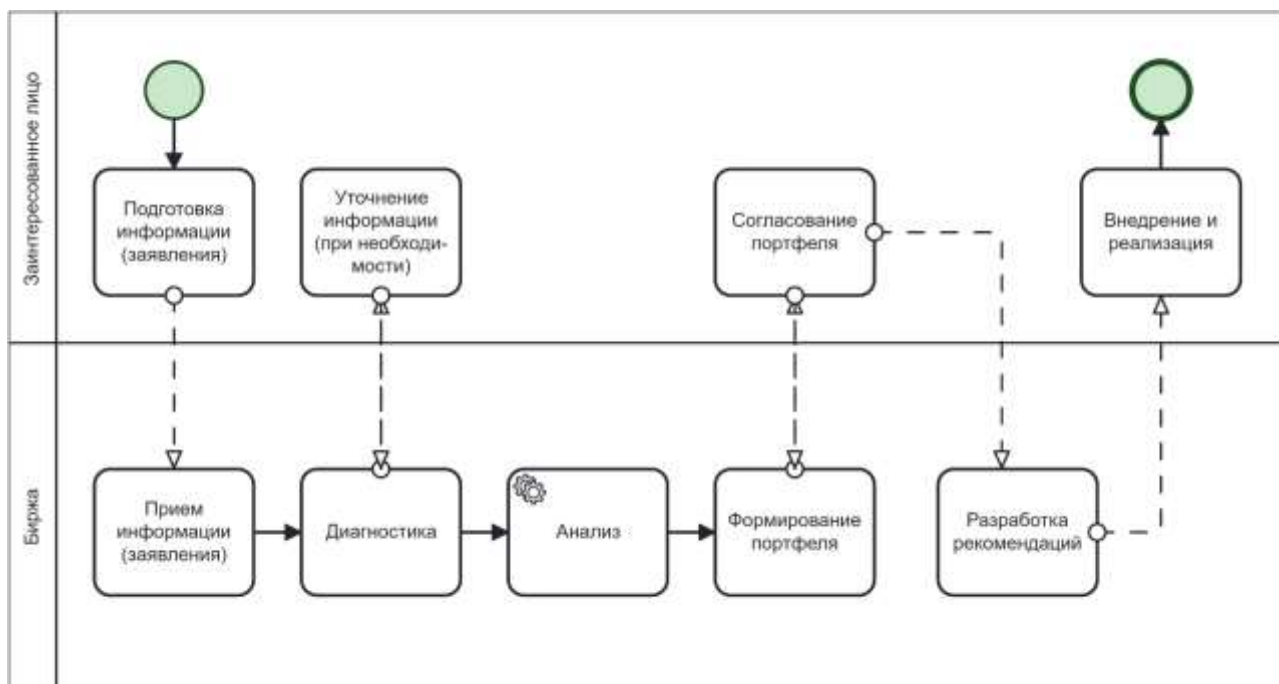 Заинтересованное лицо
Подготовка
информации
(заявления)
Уточнение
информации
(при необходи-
мости)
Согласование
портфеля
Внедрение и
реализация
Биржа
Прием
информации
(заявления)
Диагностика
Анализ
Формирование
портфеля
Разработка
рекомендаций